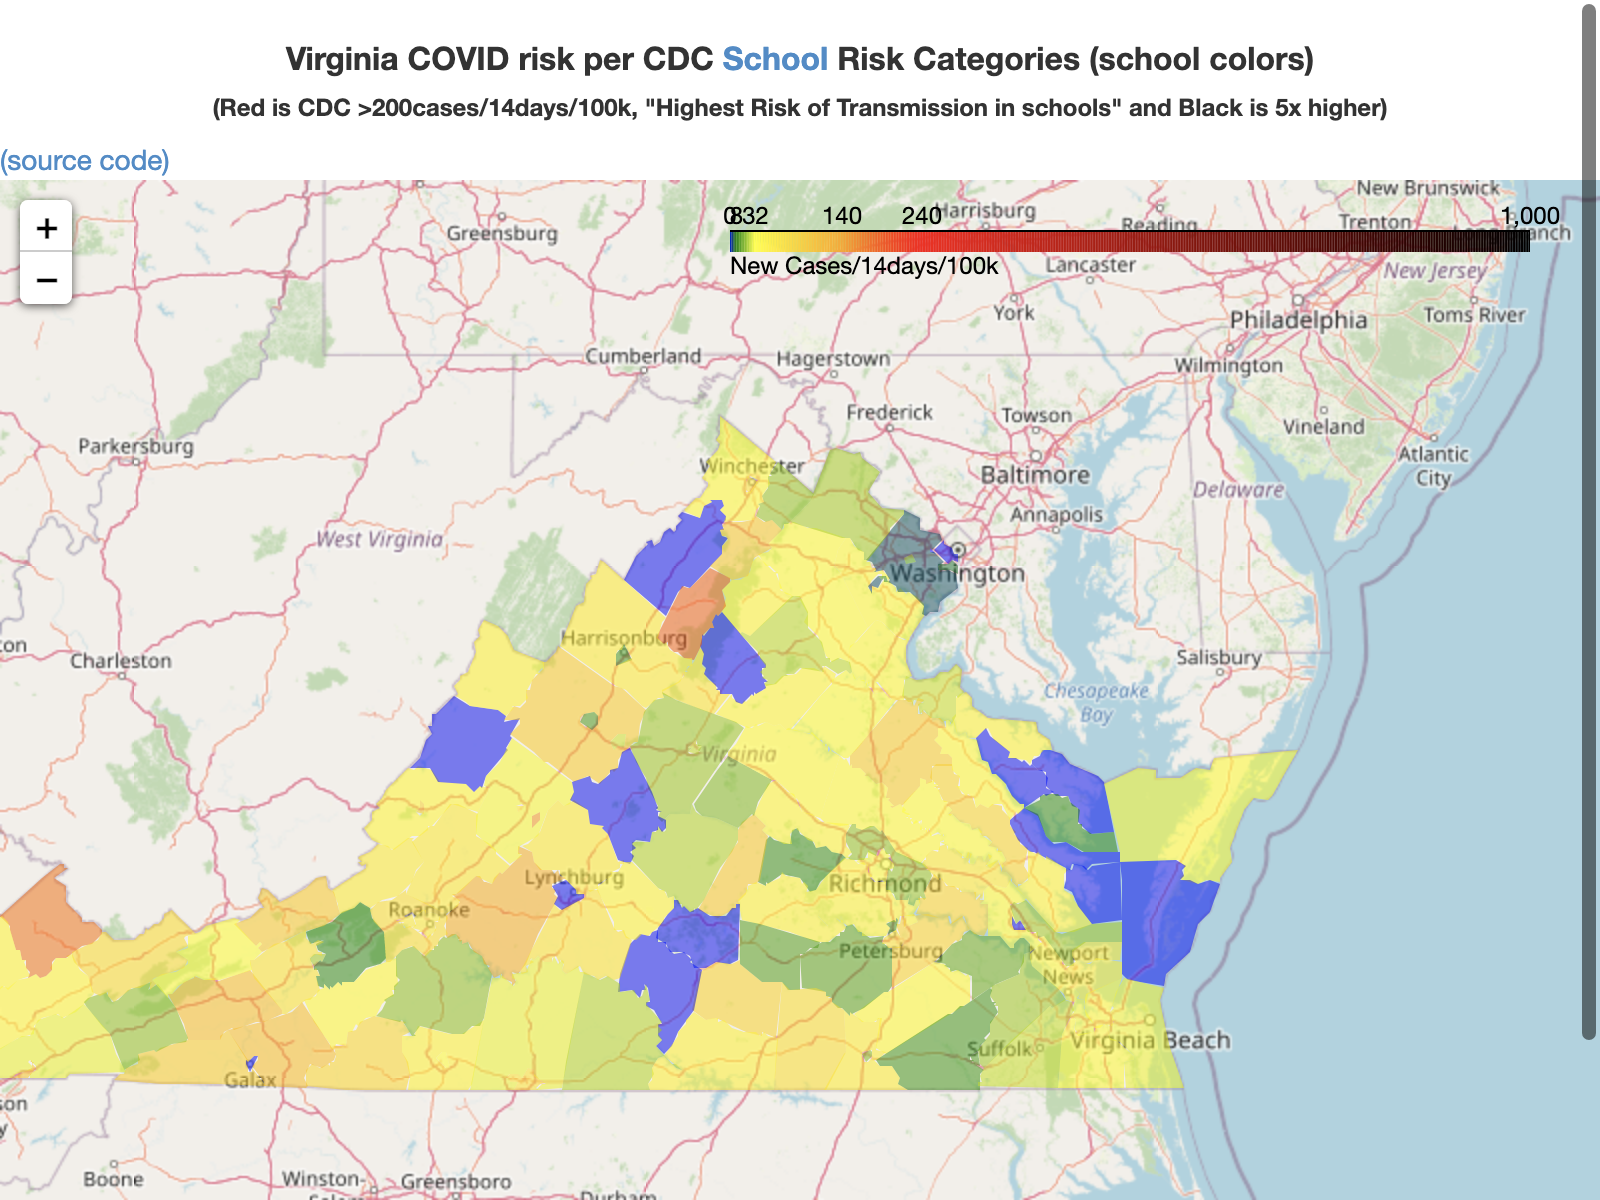 Virginia COVID risk per CDC School Risk Categories (school colors)
(Red is CDC >200cases/14days/100k, "Highest Risk of Transmission in schools" and Black is 5x higher)
(source code)
+
−
New Brunswick
0 8 32 140 240 1,000
Harrisburg
Reading
Trenton
Greensburg
New Cases/14days/100k
Lancaster
New Jersey
York
Philadelphia
Toms River
Cumberland
Hagerstown
Wilmington
Frederick
Towson
Vineland
Parkersburg
Winchester
Baltimore
Atlantic
City
Delaware
Annapolis
West Virginia
Washington
Harrisonburg
Charleston
Salisbury
Chesapeake
Bay
Virginia
Lynchburg
Richmond
Roanoke
Petersburg
Newport
News
Virginia Beach
Suffolk
Galax
Boone
Winston-
Greensboro
Durham